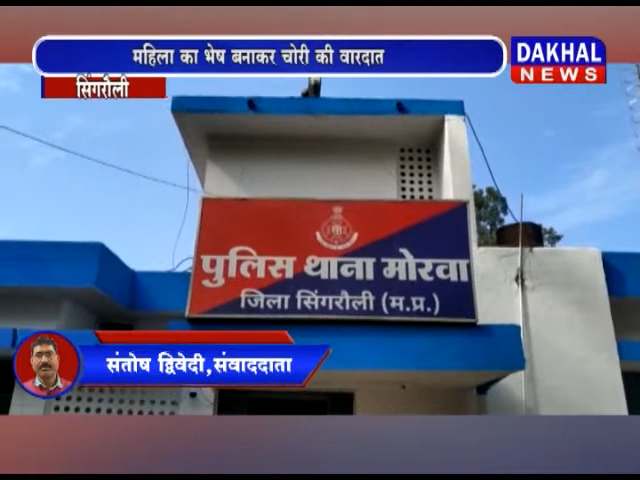 महिला का भेष बनाकर चोरी की वारदात
DAKHAL
NEWS
सिंगरौली
पुलिस थाना मोरवा
जिला सिंगरौली (म.प्र.)
संतोष द्विवेदी,संवाददाता